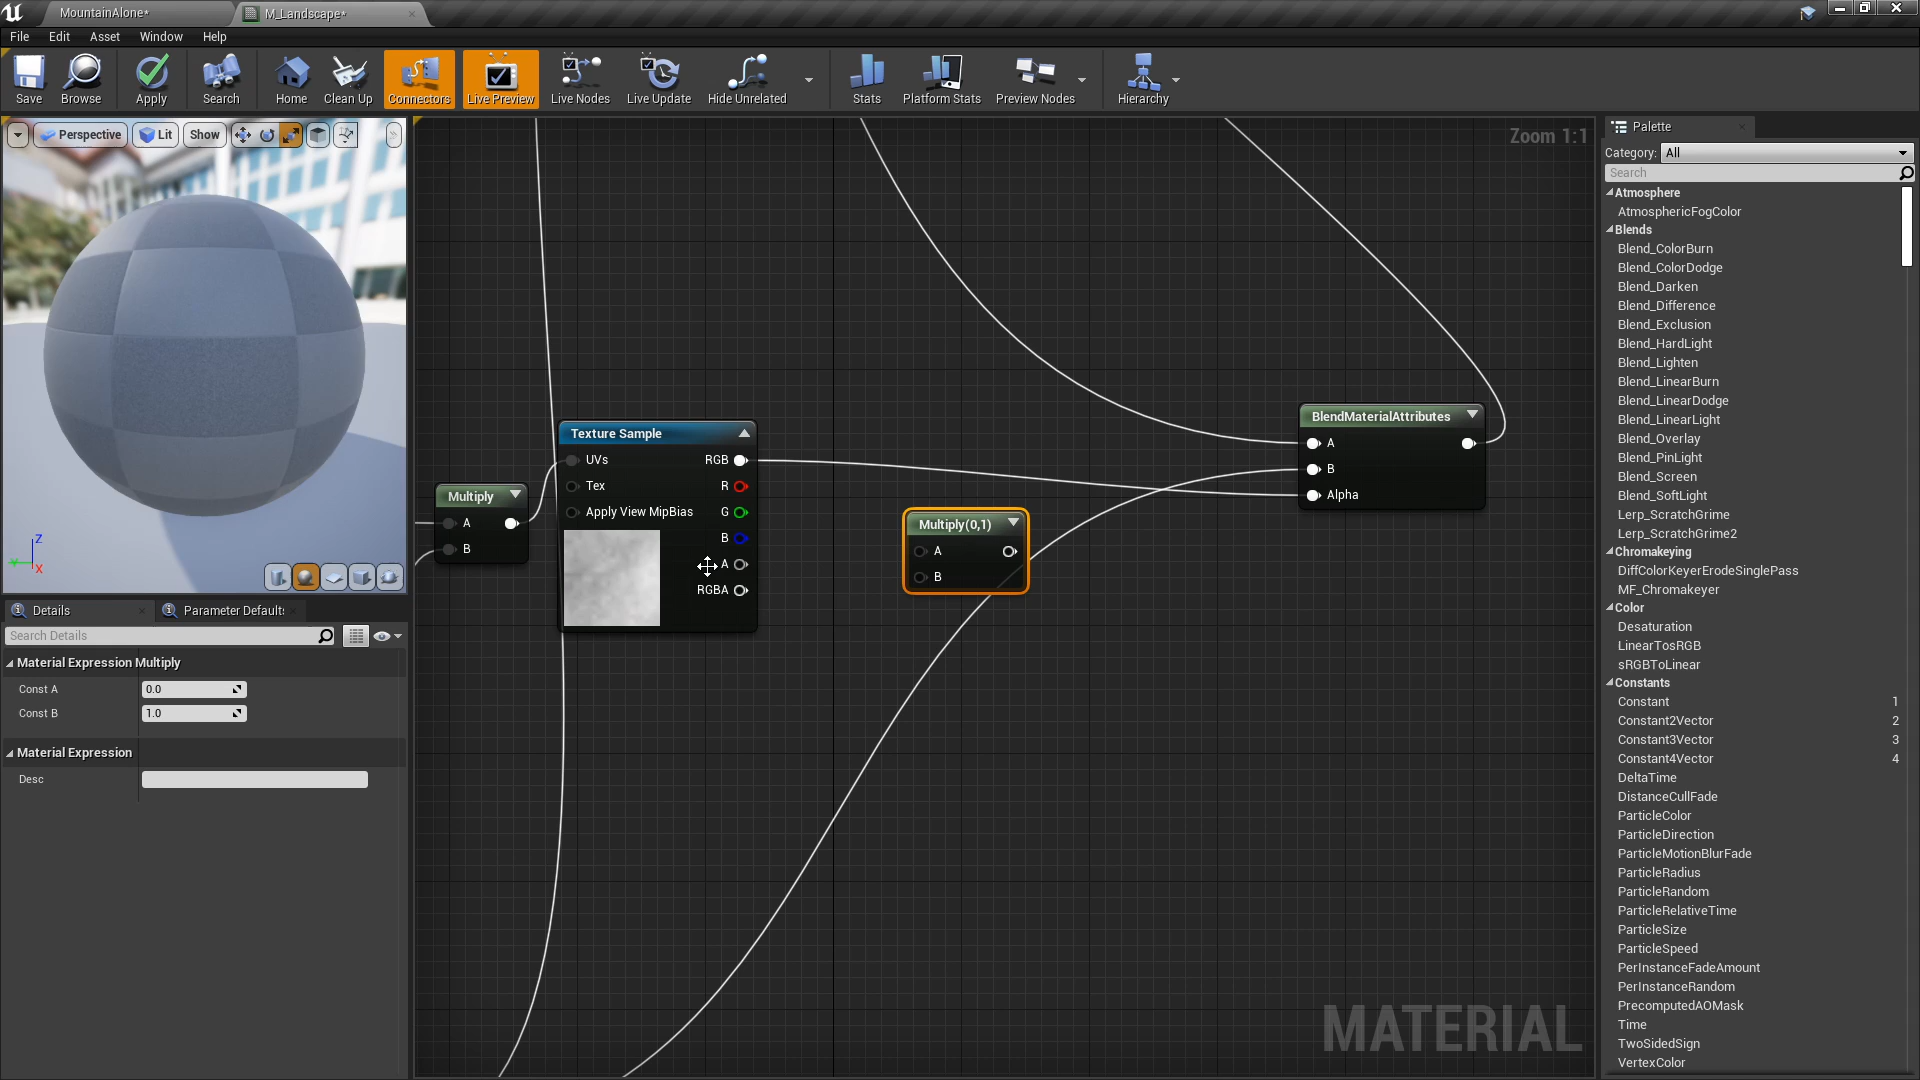 MountainAlone*
M_Landscape*
File Edit Asset Window Help
Save Browse Apply Search Home Clean Up Connectors Live Preview Live Nodes Live Update Hide Unrelated Stats Platform Stats Preview Nodes Hierarchy
Perspective Lit Show
Zoom 1:1
Z
Y
X
Details Parameter Defaults
Search Details
Material Expression Multiply
Const A 0.0
Const B 1.0
Material Expression
Desc
Multiply
A
B
Texture Sample
UVs RGB
Tex R
Apply View MipBias G
B
A
RGBA
Multiply(0,1)
A
B
BlendMaterialAttributes
A
B
Alpha
MATERIAL
Palette
Category: All
Search
Atmosphere
AtmosphericFogColor
Blends
Blend_ColorBurn
Blend_ColorDodge
Blend_Darken
Blend_Difference
Blend_Exclusion
Blend_HardLight
Blend_Lighten
Blend_LinearBurn
Blend_LinearDodge
Blend_LinearLight
Blend_Overlay
Blend_PinLight
Blend_Screen
Blend_SoftLight
Lerp_ScratchGrime
Lerp_ScratchGrime2
Chromakeying
DiffColorKeyerErodeSinglePass
MF_Chromakeyer
Color
Desaturation
LinearTosRGB
sRGBToLinear
Constants
Constant 1
Constant2Vector 2
Constant3Vector 3
Constant4Vector 4
DeltaTime
DistanceCullFade
ParticleColor
ParticleDirection
ParticleMotionBlurFade
ParticleRadius
ParticleRandom
ParticleRelativeTime
ParticleSize
ParticleSpeed
PerInstanceFadeAmount
PerInstanceRandom
PrecomputedAOMask
Time
TwoSidedSign
VertexColor